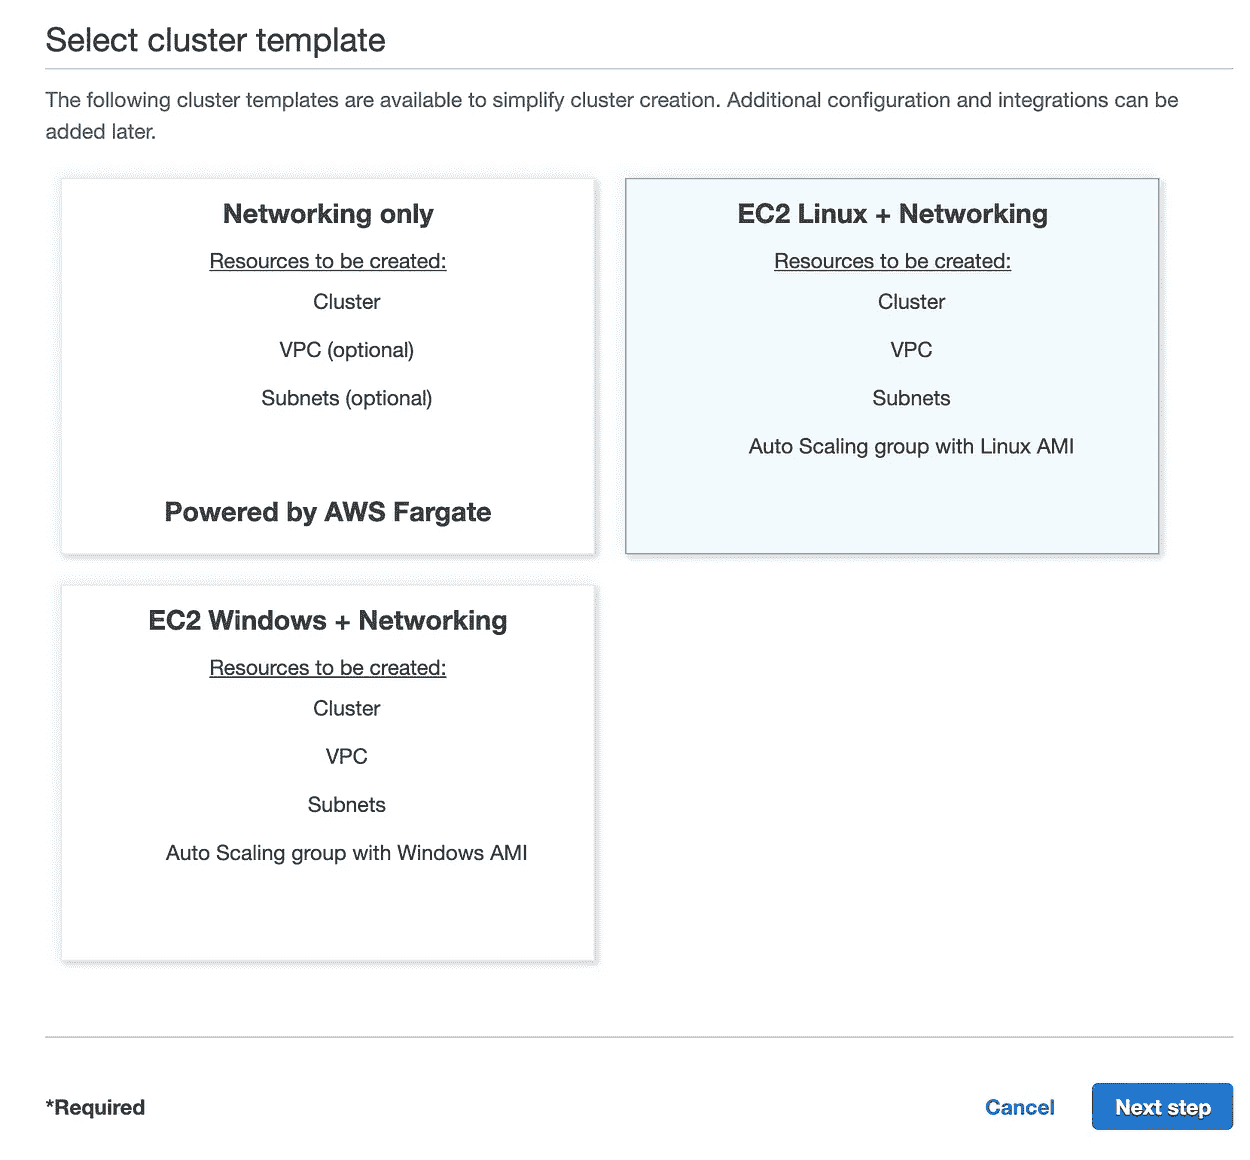 Select cluster template
The following cluster templates are available to simplify cluster creation. Additional configuration and integrations can be
added later.
Networking only
Resources to be created:
Cluster
VPC (optional)
Subnets (optional)
Powered by AWS Fargate
EC2 Linux + Networking
Resources to be created:
Cluster
VPC
Subnets
Auto Scaling group with Linux AMI
EC2 Windows + Networking
Resources to be created:
Cluster
VPC
Subnets
Auto Scaling group with Windows AMI
*Required
Cancel
Next step